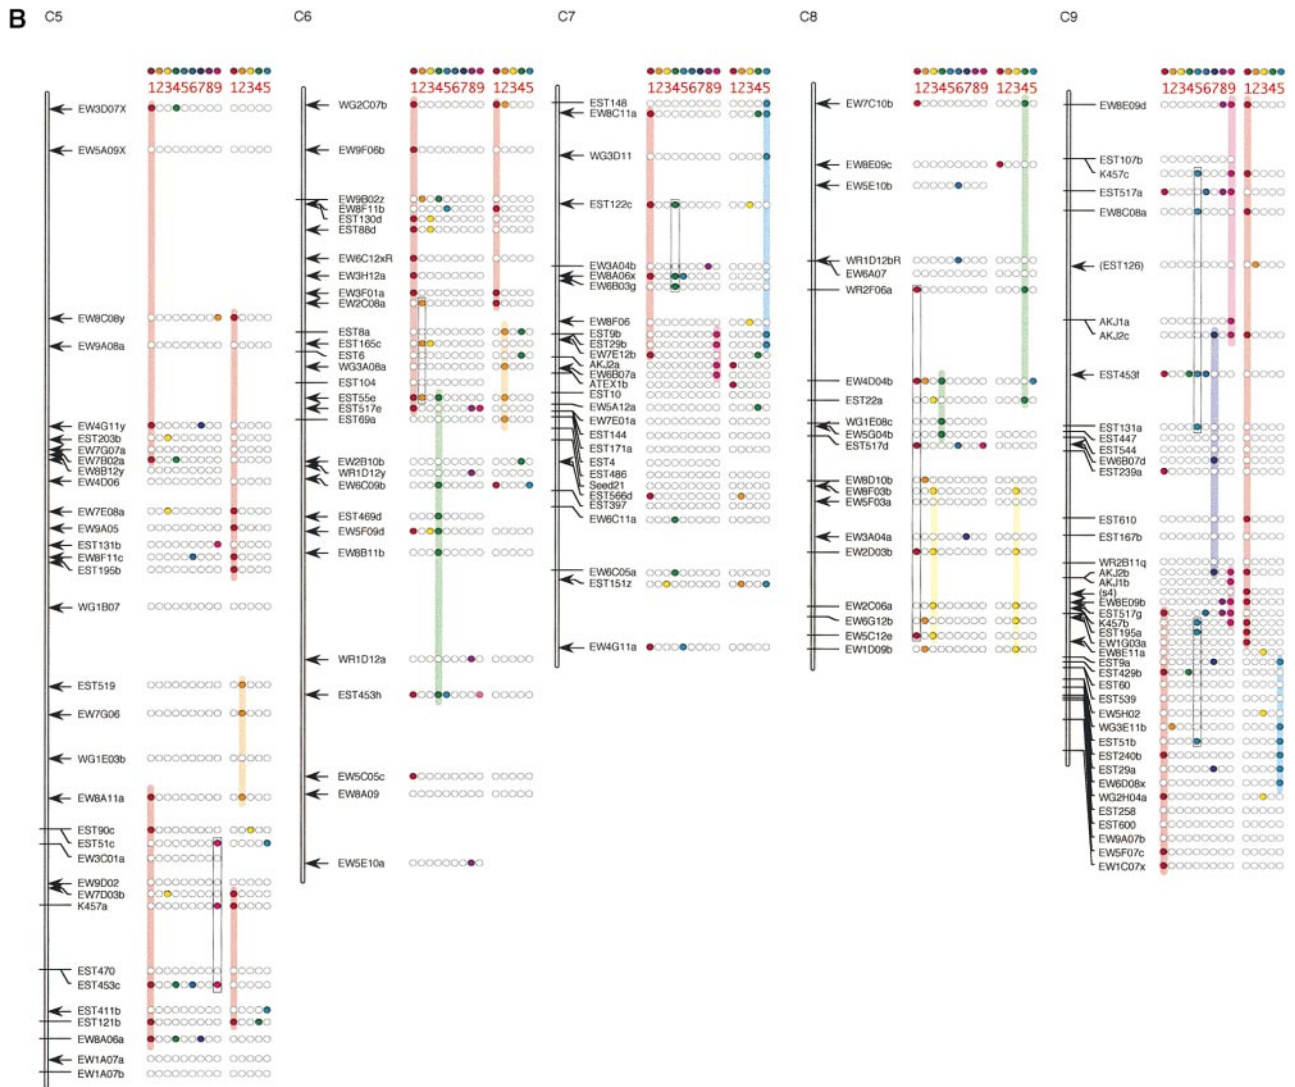 B
C5
C6
C7
C8
C9
123456789 12345
EW3D07X
EW5A09X
EW8C08y
EW9A08a
EW4G11y
EST203b
EW7G07a
EW7B02a
EW8B12y
EW4D06
EW7E08a
EW9A05
EST131b
EW8F11c
EST195b
WG1B07
EST519
EW7G06
WG1E03b
EW8A11a
EST90c
EST51c
EW3C01a
EW9D02
EW7D03b
K457a
EST470
EST453c
EST411b
EST121b
EW8A06a
EW1A07a
EW1A07b
123456789 12345
WG2C07b
EW9F06b
EW9B02z
EW8F11b
EST130d
EST88d
EW6C12xR
EW3H12a
EW3F01a
EW2C08a
EST8a
EST165c
EST6
WG3A08a
EST104
EST55e
EST517e
EST69a
EW2B10b
WR1D12y
EW6C09b
EST469d
EW5F09d
EW8B11b
WR1D12a
EST453h
EW5C05c
EW8A09
EW5E10a
123456789 12345
EST148
EW8C11a
WG3D11
EST122c
EW3A04b
EW8A06x
EW6B03g
EW8F06
EST9b
EST29b
EW7E12b
AKJ2a
EW6B07a
ATEX1b
EST10
EW5A12a
EW7E01a
EST144
EST171a
EST4
EST486
Seed21
EST566d
EST397
EW6C11a
EW6C05a
EST151z
EW4G11a
123456789 12345
EW7C10b
EW8E09c
EW5E10b
WR1D12bR
EW6A07
WR2F06a
EW4D04b
EST22a
WG1E08c
EW5G04b
EST517d
EW8D10b
EW8F03b
EW5F03a
EW3A04a
EW2D03b
EW2C06a
EW6G12b
EW5C12e
EW1D09b
123456789 12345
EW8E09d
EST107b
K457c
EST517a
EW8C08a
(EST126)
AKJ1a
AKJ2c
EST453f
EST131a
EST447
EST544
EW6B07d
EST239a
EST610
EST167b
WR2B11q
AKJ2b
AKJ1b
(s4)
EW8E09b
EST517g
K457b
EST195a
EW1G03a
EW8E11a
EST9a
EST429b
EST60
EST539
EW5H02
WG3E11b
EST51b
EST240b
EST29a
EW6D08x
WG2H04a
EST258
EST600
EW9A07b
EW5F07c
EW1C07x